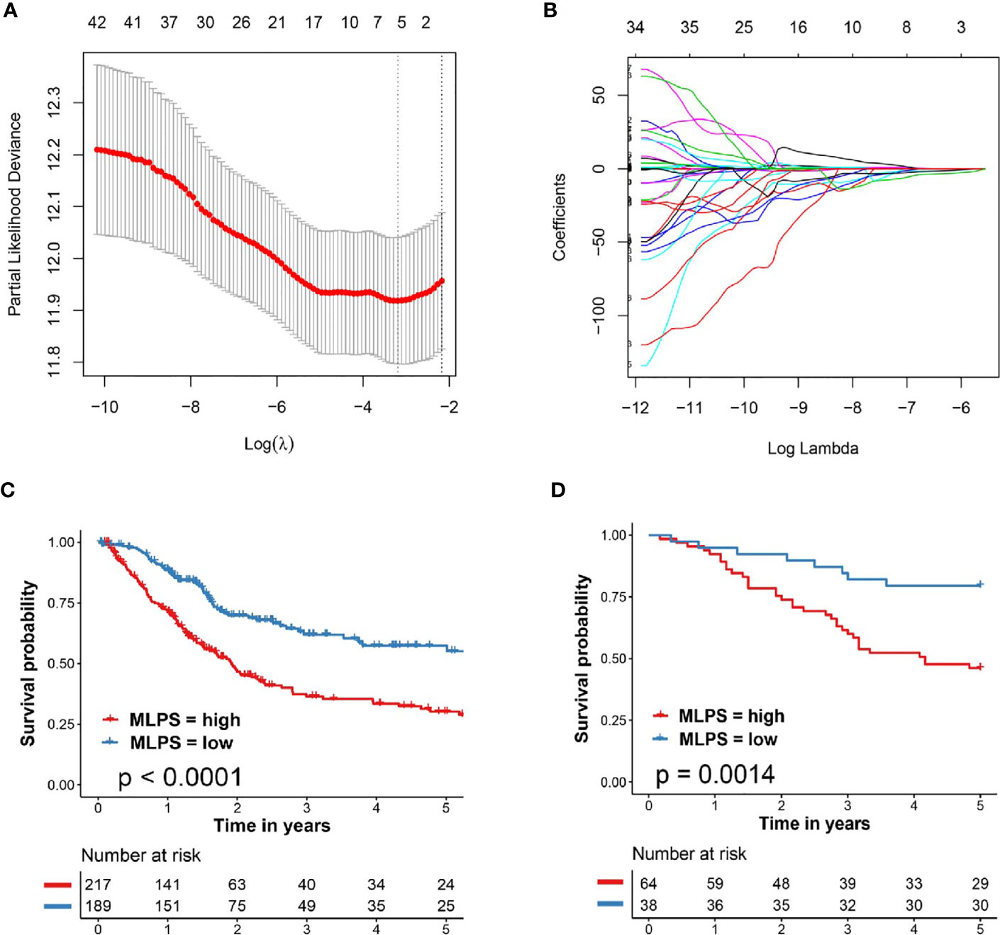 A
42 41 37 30 26 21 17 10 7 5 2
Partial Likelihood Deviance
12.3
12.2
12.1
12.0
11.9
11.8
−10 −8 −6 −4 −2
Log(λ)
B
34 35 25 16 10 8 3
Coefficients
50
0
−50
−100
−12 −11 −10 −9 −8 −7 −6
Log Lambda
C
Survival probability
1.00
0.75
0.50
0.25
0.00
MLPS = high
MLPS = low
p < 0.0001
0 1 2 3 4 5
Time in years
Number at risk
217 141 63 40 34 24
189 151 75 49 35 25
0 1 2 3 4 5
D
Survival probability
1.00
0.75
0.50
0.25
0.00
MLPS = high
MLPS = low
p = 0.0014
0 1 2 3 4 5
Time in years
Number at risk
64 59 48 39 33 29
38 36 35 32 30 30
0 1 2 3 4 5